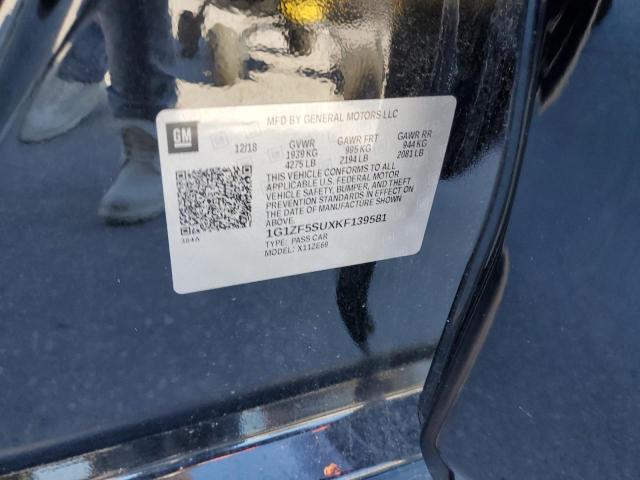 MFD BY GENERAL MOTORS LLC
GM
12/18
GVWR
1939 KG
4275 LB
GAWR FRT
995 KG
2194 LB
GAWR RR
944 KG
2081 LB
THIS VEHICLE CONFORMS TO ALL
APPLICABLE U.S. FEDERAL MOTOR
VEHICLE SAFETY, BUMPER, AND THEFT
PREVENTION STANDARDS IN EFFECT ON
THE DATE OF MANUFACTURE SHOWN
ABOVE.
1G1ZF5SUXKF139581
TYPE: PASS CAR
MODEL: X11ZE69